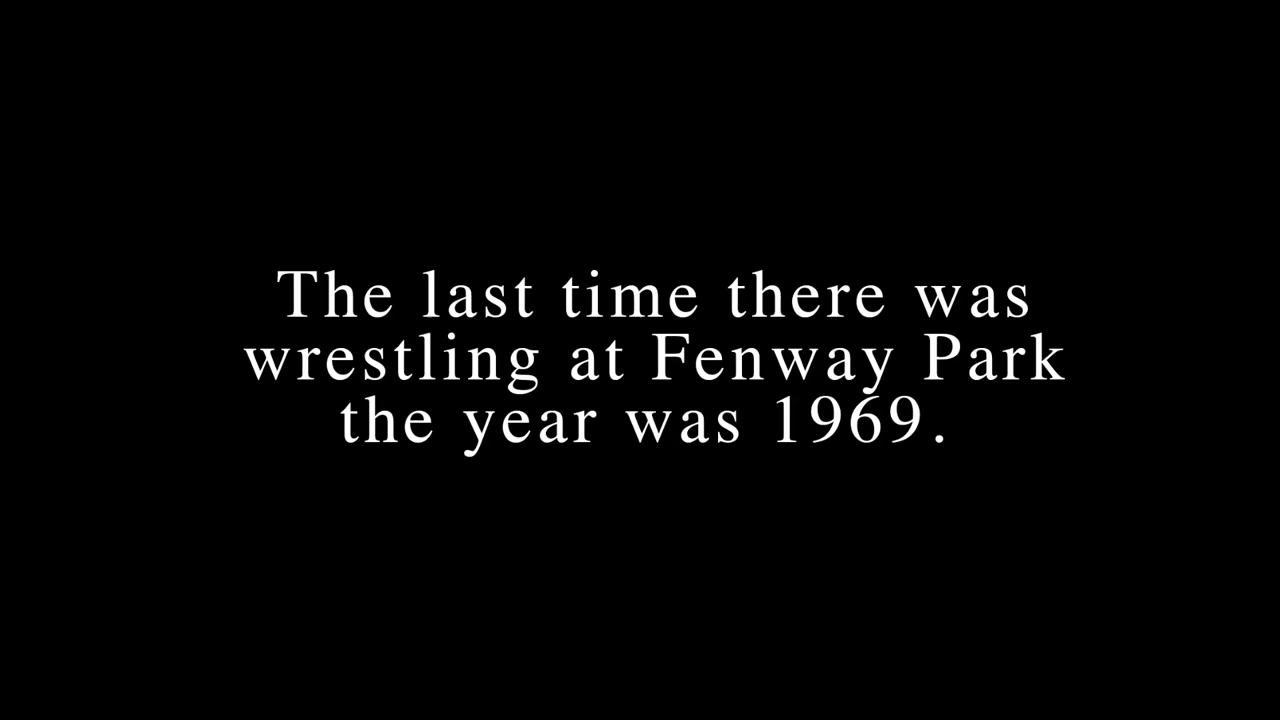 The last time there was
wrestling at Fenway Park
the year was 1969.